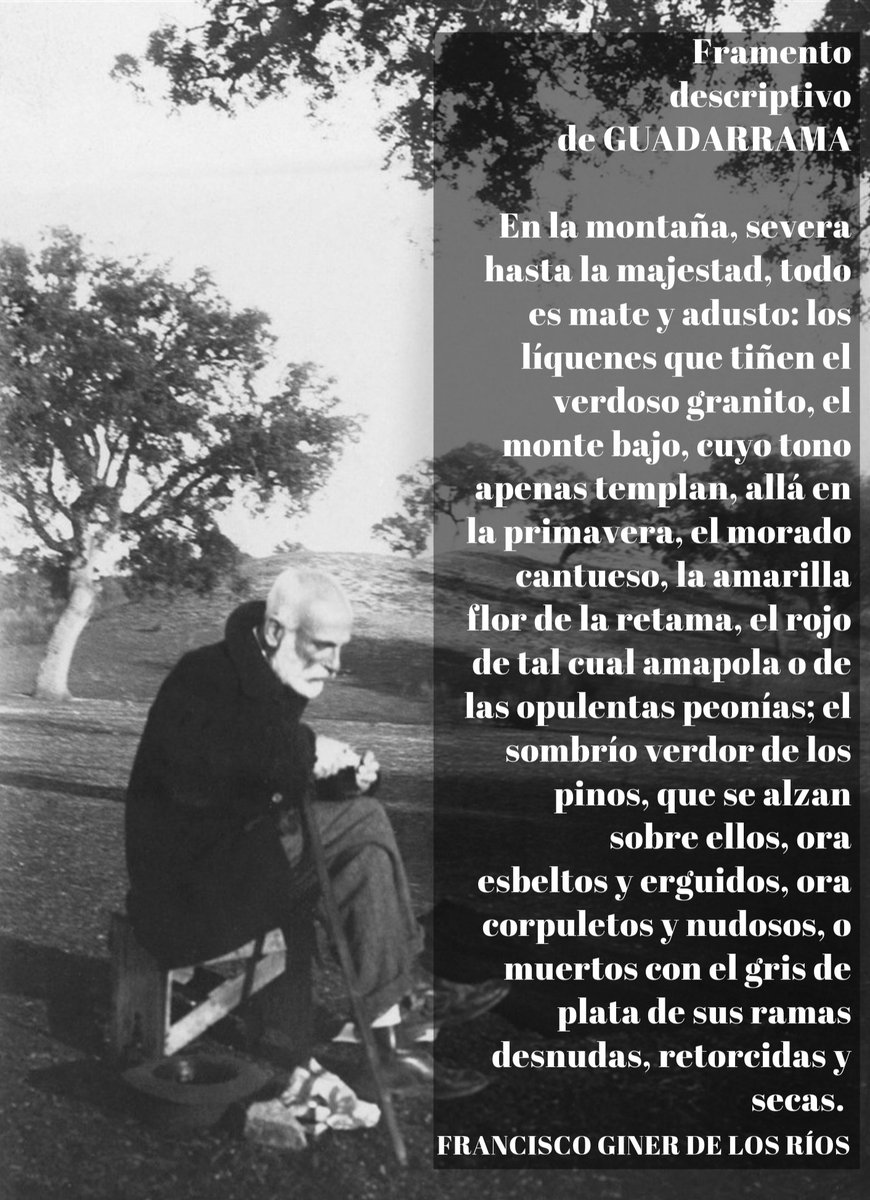 Framento
descriptivo
de GUADARRAMA
En la montaña, severa
hasta la majestad, todo
es mate y adusto: los
líquenes que tiñen el
verdoso granito, el
monte bajo, cuyo tono
apenas templan, allá en
la primavera, el morado
cantueso, la amarilla
flor de la retama, el rojo
de tal cual amapola o de
las opulentas peonías; el
sombrío verdor de los
pinos, que se alzan
sobre ellos, ora
esbeltos y erguidos, ora
corpuletos y nudosos, o
muertos con el gris de
plata de sus ramas
desnudas, retorcidas y
secas.
FRANCISCO GINER DE LOS RÍOS